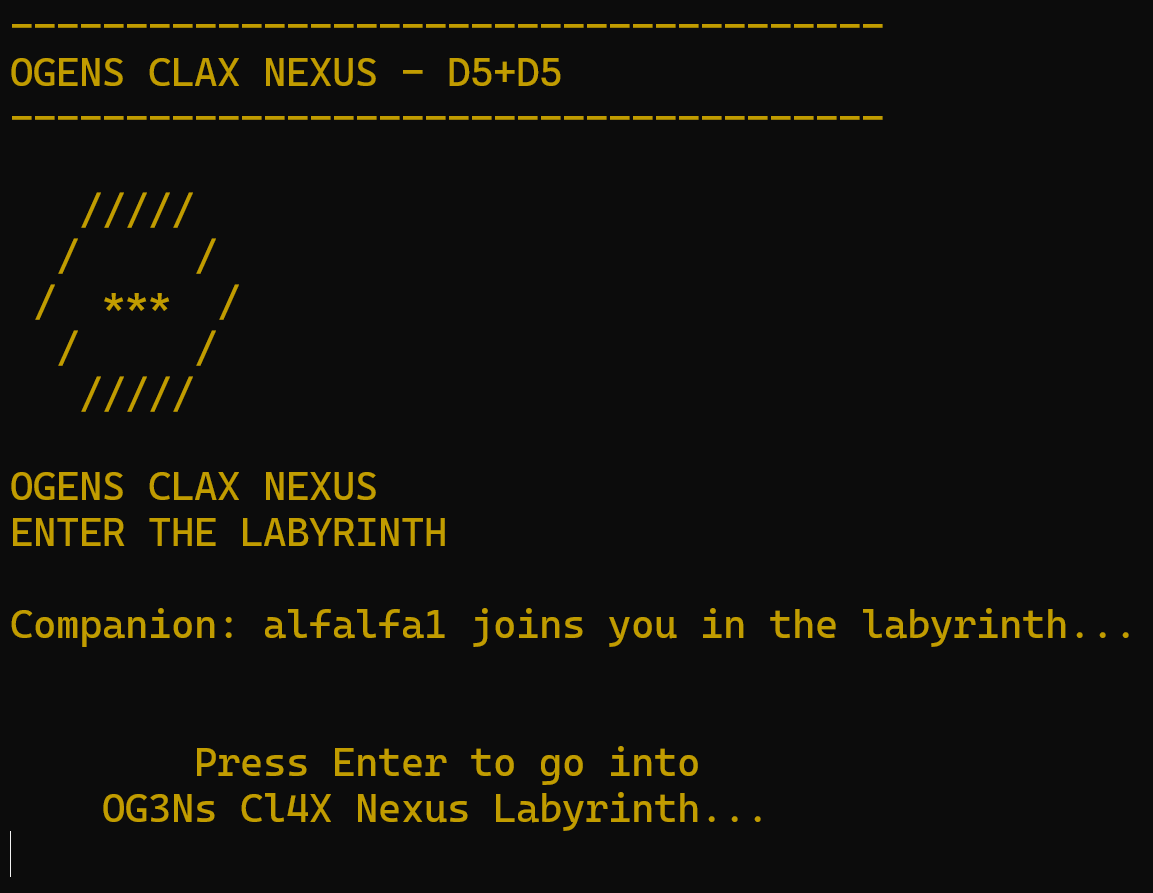 --------------------------------------
OGENS CLAX NEXUS - D5+D5
--------------------------------------
   /////
  /     /
 /  ***  /
  /     /
   /////
OGENS CLAX NEXUS
ENTER THE LABYRINTH
Companion: alfalfa1 joins you in the labyrinth...
Press Enter to go into
OG3Ns Cl4X Nexus Labyrinth...